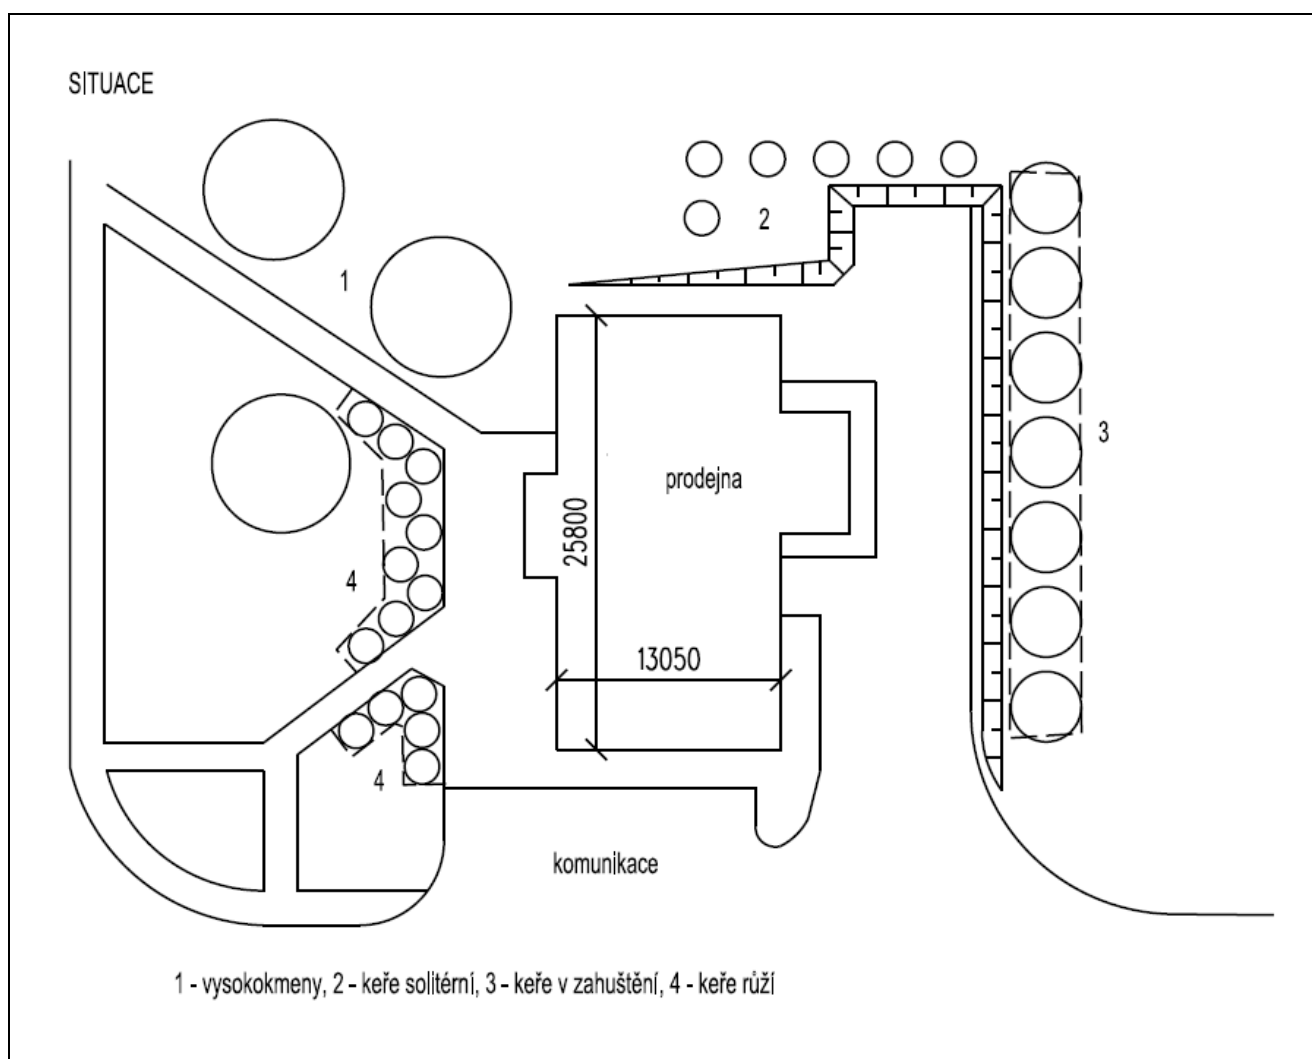 SITUACE
2
1
3
prodejna
25800
4
13050
4
komunikace
1 - vysokokmeny, 2 - keře solitérní, 3 - keře v zahuštění, 4 - keře růží